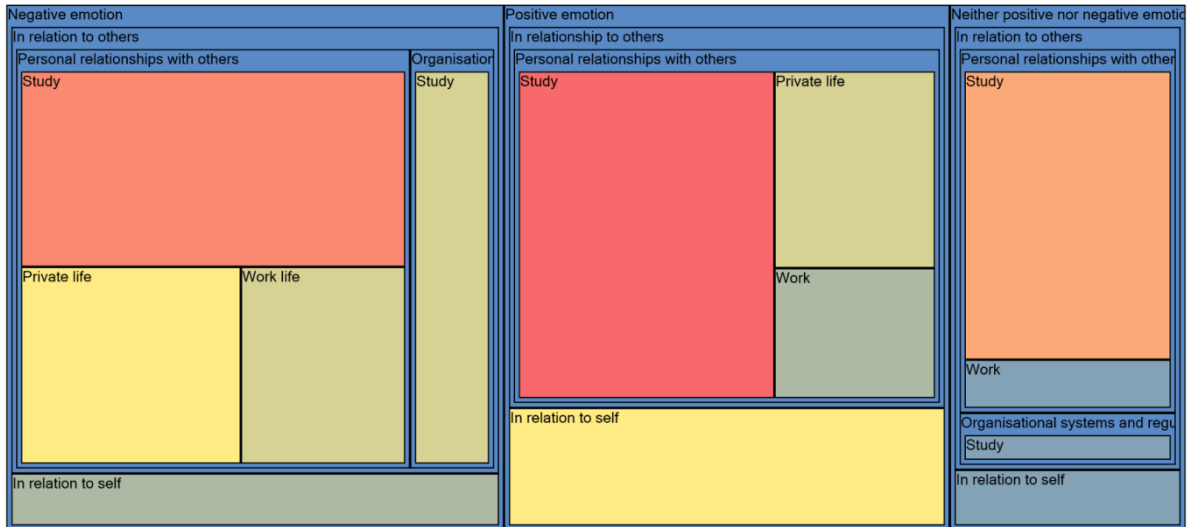 Negative emotion
In relation to others
Personal relationships with others
Study
Private life
Work life
Organisation
Study
In relation to self
Positive emotion
In relationship to others
Personal relationships with others
Study
Private life
Work
In relation to self
Neither positive nor negative emotic
In relation to others
Personal relationships with other
Study
Work
Organisational systems and regu
Study
In relation to self